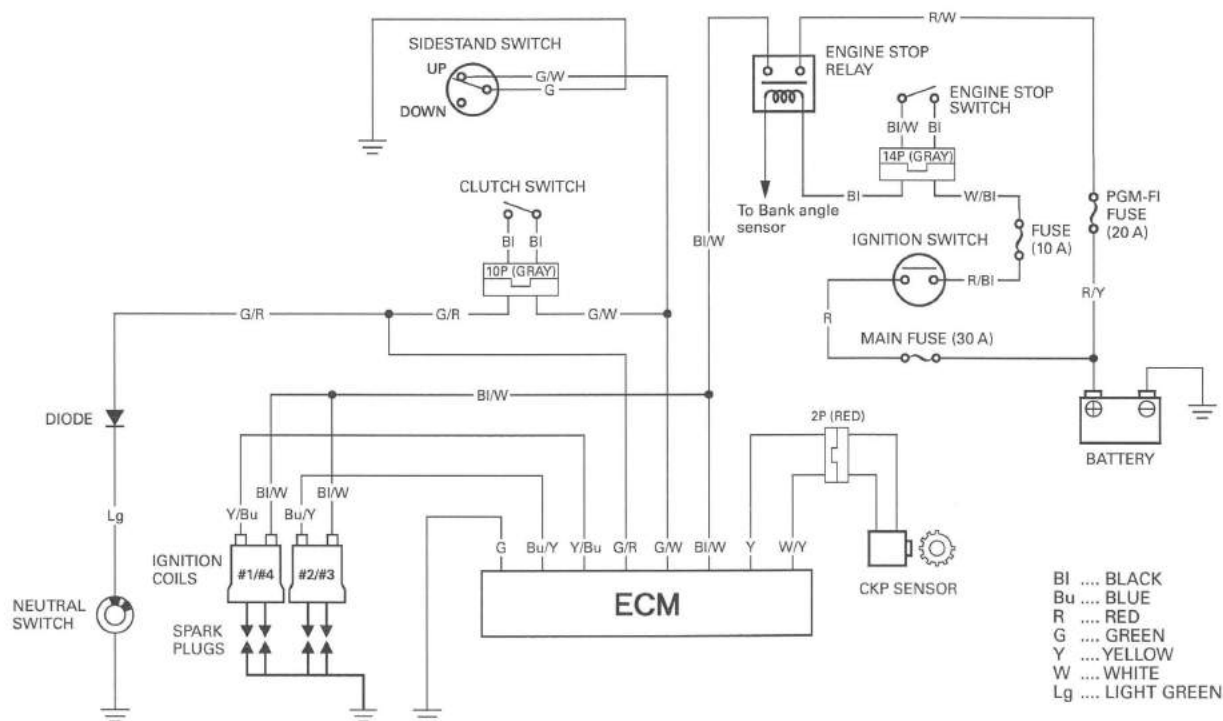 R/W
SIDESTAND SWITCH
UP
DOWN
G/W
G
ENGINE STOP
RELAY
ENGINE STOP
SWITCH
Bl/W
Bl
14P (GRAY)
Bl
W/Bl
To Bank angle
sensor
PGM-FI
FUSE
(20 A)
FUSE
(10 A)
CLUTCH SWITCH
Bl
Bl
10P (GRAY)
Bl/W
IGNITION SWITCH
R/Bl
R/Y
R
MAIN FUSE (30 A)
G/R
G/R
G/W
Bl/W
DIODE
2P (RED)
BATTERY
Lg
Y/Bu
Bl/W
Bu/Y
Bl/W
IGNITION
COILS
#1/#4
#2/#3
G
Bu/Y
Y/Bu
G/R
G/W
Bl/W
Y
W/Y
ECM
CKP SENSOR
NEUTRAL
SWITCH
SPARK
PLUGS
Bl .... BLACK
Bu .... BLUE
R .... RED
G .... GREEN
Y .... YELLOW
W .... WHITE
Lg .... LIGHT GREEN